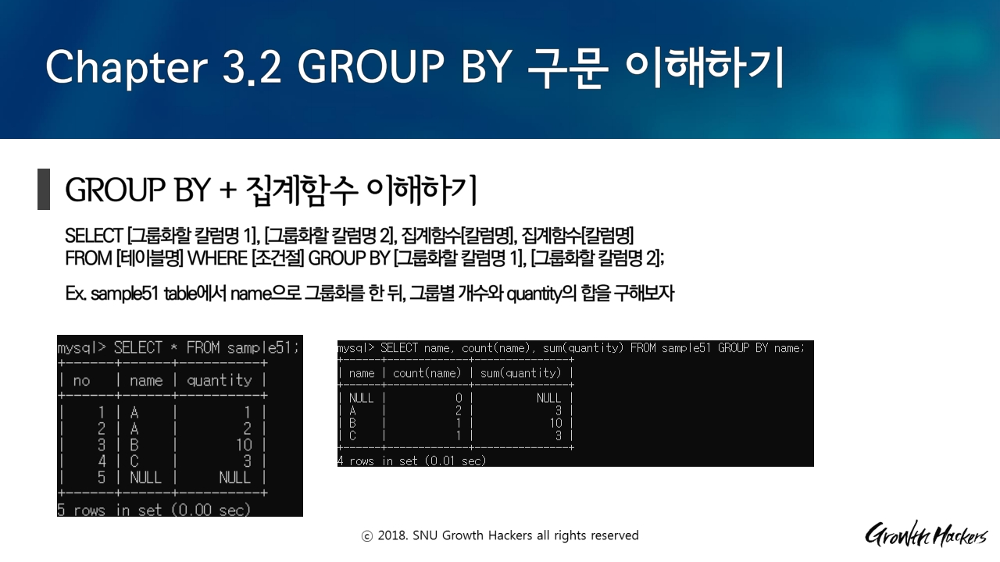 Chapter 3.2 GROUP BY 구문 이해하기
GROUP BY + 집계함수 이해하기
SELECT [그룹화할 칼럼명 1], [그룹화할 칼럼명 2], 집계함수[칼럼명], 집계함수[칼럼명]
FROM [테이블명] WHERE [조건절] GROUP BY [그룹화할 칼럼명 1], [그룹화할 칼럼명 2];
Ex. sample51 table에서 name으로 그룹화를 한 뒤, 그룹별 개수와 quantity의 합을 구해보자
mysql> SELECT * FROM sample51;
+------+------+----------+
| no | name | quantity |
+------+------+----------+
| 1 | A | 1 |
| 2 | A | 2 |
| 3 | B | 10 |
| 4 | C | 3 |
| 5 | NULL | NULL |
+------+------+----------+
5 rows in set (0.00 sec)
mysql> SELECT name, count(name), sum(quantity) FROM sample51 GROUP BY name;
+------+-------------+---------------+
| name | count(name) | sum(quantity) |
+------+-------------+---------------+
| NULL | 0 | NULL |
| A | 2 | 3 |
| B | 1 | 10 |
| C | 1 | 3 |
+------+-------------+---------------+
4 rows in set (0.01 sec)
ⓒ 2018. SNU Growth Hackers all rights reserved
Growth Hackers